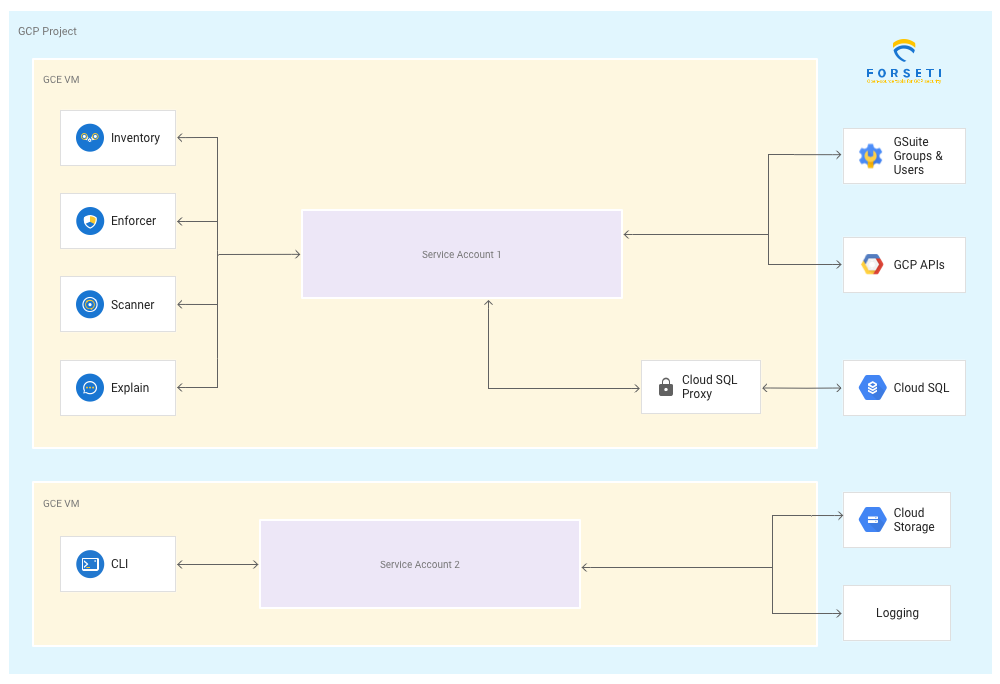 GCP Project
FORSETI
GCE VM
Inventory
Enforcer
Scanner
Explain
Service Account 1
Cloud SQL
Proxy
GSuite
Groups &
Users
GCP APIs
Cloud SQL
GCE VM
CLI
Service Account 2
Cloud
Storage
Logging